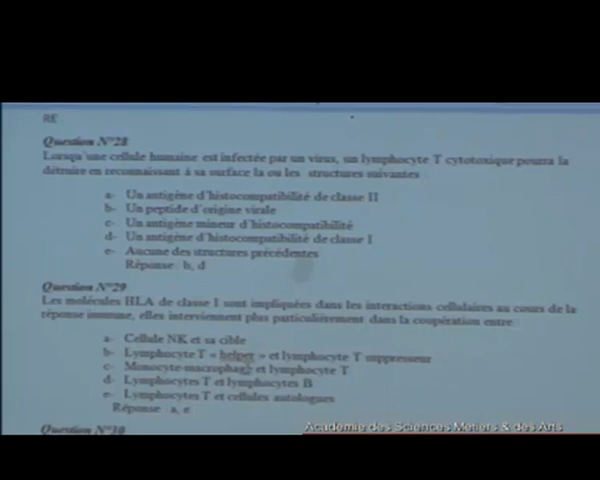 RE
Question N°28
Lorsqu'une cellule humaine est infectée par un virus, un lymphocyte T cytotoxique pourra la
détruire en reconnaissant à sa surface la ou les structures suivantes
a- Un antigène d'histocompatibilité de classe II
b- Un peptide d'origine virale
c- Un antigène mineur d'histocompatibilité
d- Un antigène d'histocompatibilité de classe I
e- Aucune des structures précédentes
Réponse : b, d
Question N°29
Les molécules HLA de classe I sont impliquées dans les interactions cellulaires au cours de la
réponse immune, elles interviennent plus particulièrement dans la coopération entre
a- Cellule NK et sa cible
b- Lymphocyte T « helper » et lymphocyte T suppresseur
c- Monocyte-macrophage et lymphocyte T
d- Lymphocytes T et lymphocytes B
e- Lymphocytes T et cellules autologues
Réponse : a, e
Question N°30
Academie des Sciences Metiers & des Arts